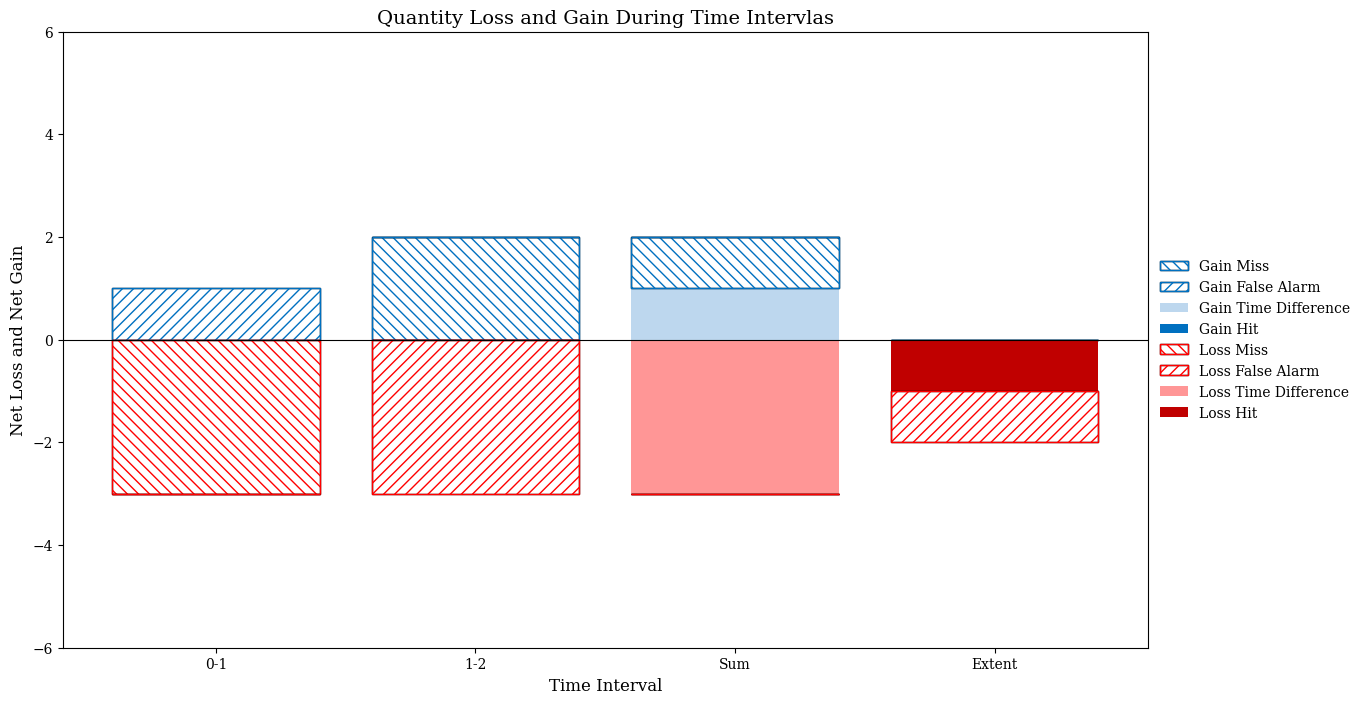 Quantity Loss and Gain During Time Intervlas
Net Loss and Net Gain
6
4
2
0
−2
−4
−6
0-1
1-2
Sum
Extent
Time Interval
Gain Miss
Gain False Alarm
Gain Time Difference
Gain Hit
Loss Miss
Loss False Alarm
Loss Time Difference
Loss Hit